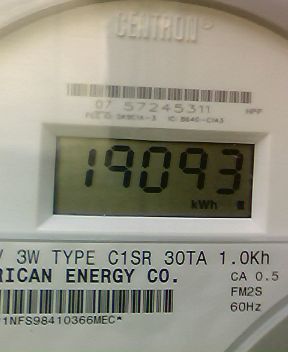 CENTRON®
07 57245311
HPF
19093
kWh
V 3W TYPE C1SR 30TA 1.0Kh
RICAN ENERGY CO.
CA 0.5
FM2S
60Hz
1NFS98410366MEC*